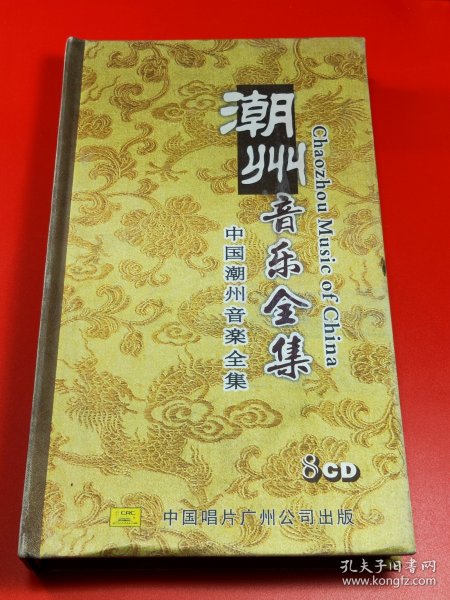 潮州
音乐全集
Chaozhou Music of China
中国潮州音楽全集
8CD
CRC
中国唱片广州公司出版
孔夫子旧书网
www.kongfz.com